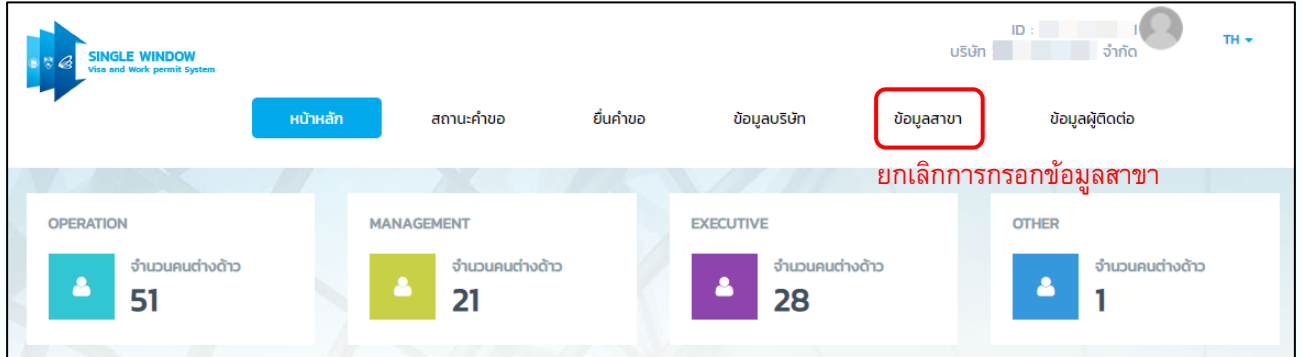 SINGLE WINDOW
Visa and Work permit System
ID :
บริษัท จำกัด
TH
หน้าหลัก
สถานะคำขอ
ยื่นคำขอ
ข้อมูลบริษัท
ข้อมูลสาขา
ข้อมูลผู้ติดต่อ
ยกเลิกการกรอกข้อมูลสาขา
OPERATION
จำนวนคนต่างด้าว
51
MANAGEMENT
จำนวนคนต่างด้าว
21
EXECUTIVE
จำนวนคนต่างด้าว
28
OTHER
จำนวนคนต่างด้าว
1